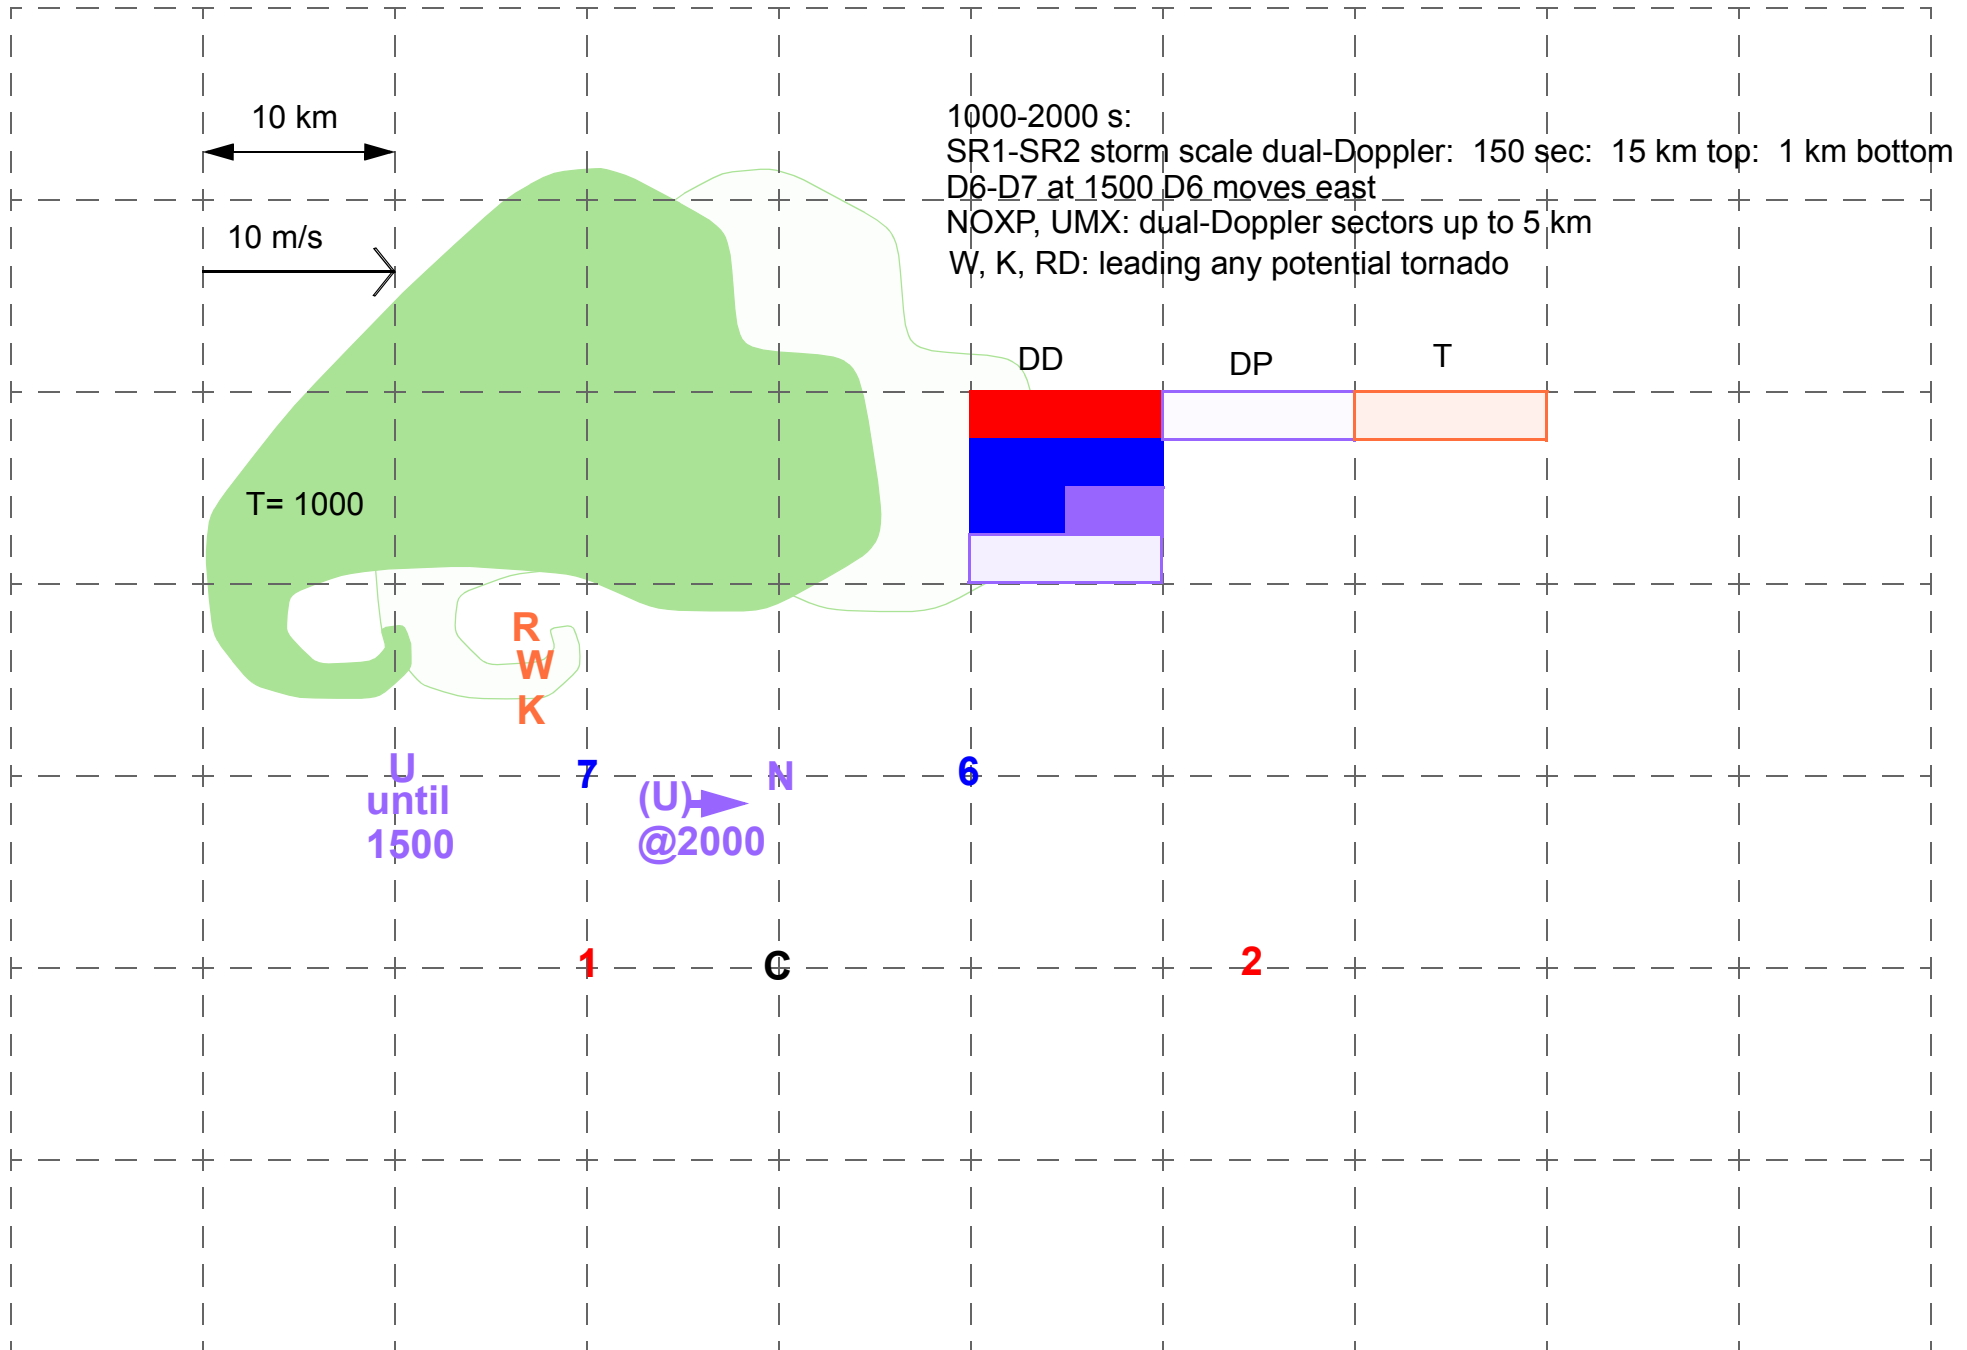 10 km
10 m/s
1000-2000 s:
SR1-SR2 storm scale dual-Doppler:  150 sec:  15 km top:  1 km bottom
D6-D7 at 1500 D6 moves east
NOXP, UMX: dual-Doppler sectors up to 5 km
W, K, RD: leading any potential tornado
DD DP T
T= 1000
R
W
K
U
until
1500
7
(U)
@2000
N
6
1
C
2